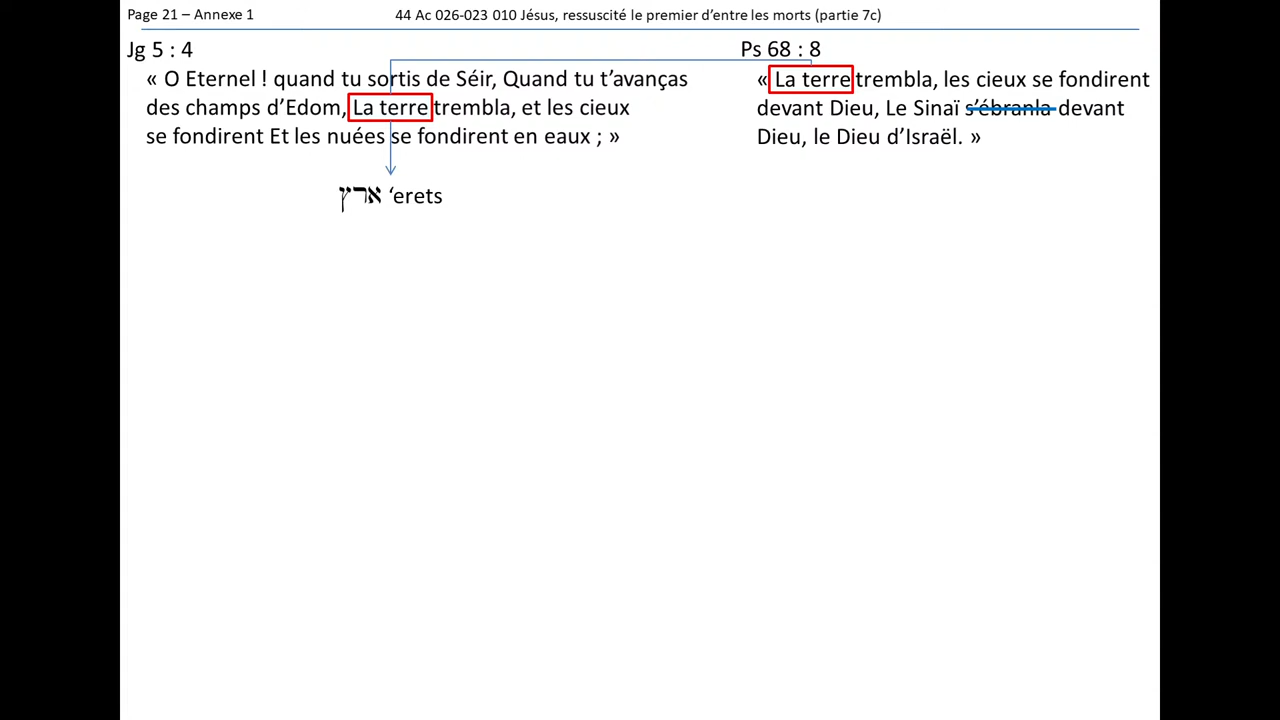 Page 21 – Annexe 1
44 Ac 026-023 010 Jésus, ressuscité le premier d’entre les morts (partie 7c)
Jg 5 : 4
« O Eternel ! quand tu sortis de Séir, Quand tu t’avanças
des champs d’Edom, La terre trembla, et les cieux
se fondirent Et les nuées se fondirent en eaux ; »
Ps 68 : 8
« La terre trembla, les cieux se fondirent
devant Dieu, Le Sinaï s’ébranla devant
Dieu, le Dieu d’Israël. »
ארץ ‘erets